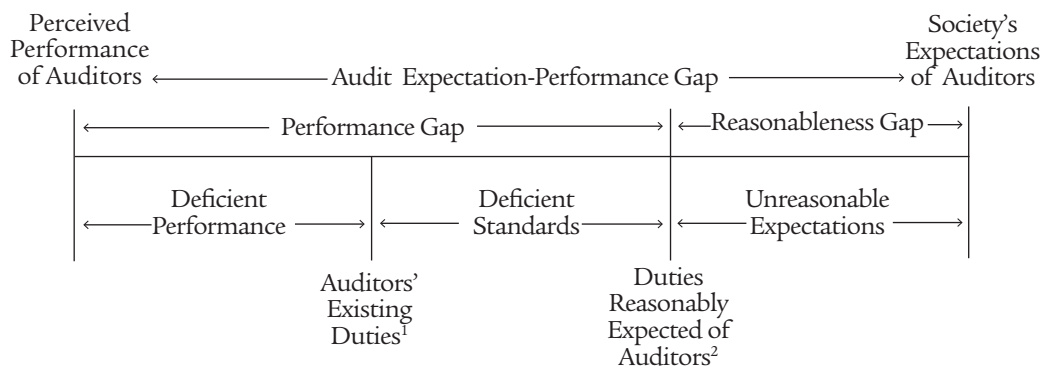 Perceived
Performance
of Auditors
Society’s
Expectations
of Auditors
Audit Expectation-Performance Gap
Performance Gap
Reasonableness Gap
Deficient
Performance
Deficient
Standards
Unreasonable
Expectations
Auditors’
Existing
Duties¹
Duties
Reasonably
Expected of
Auditors²